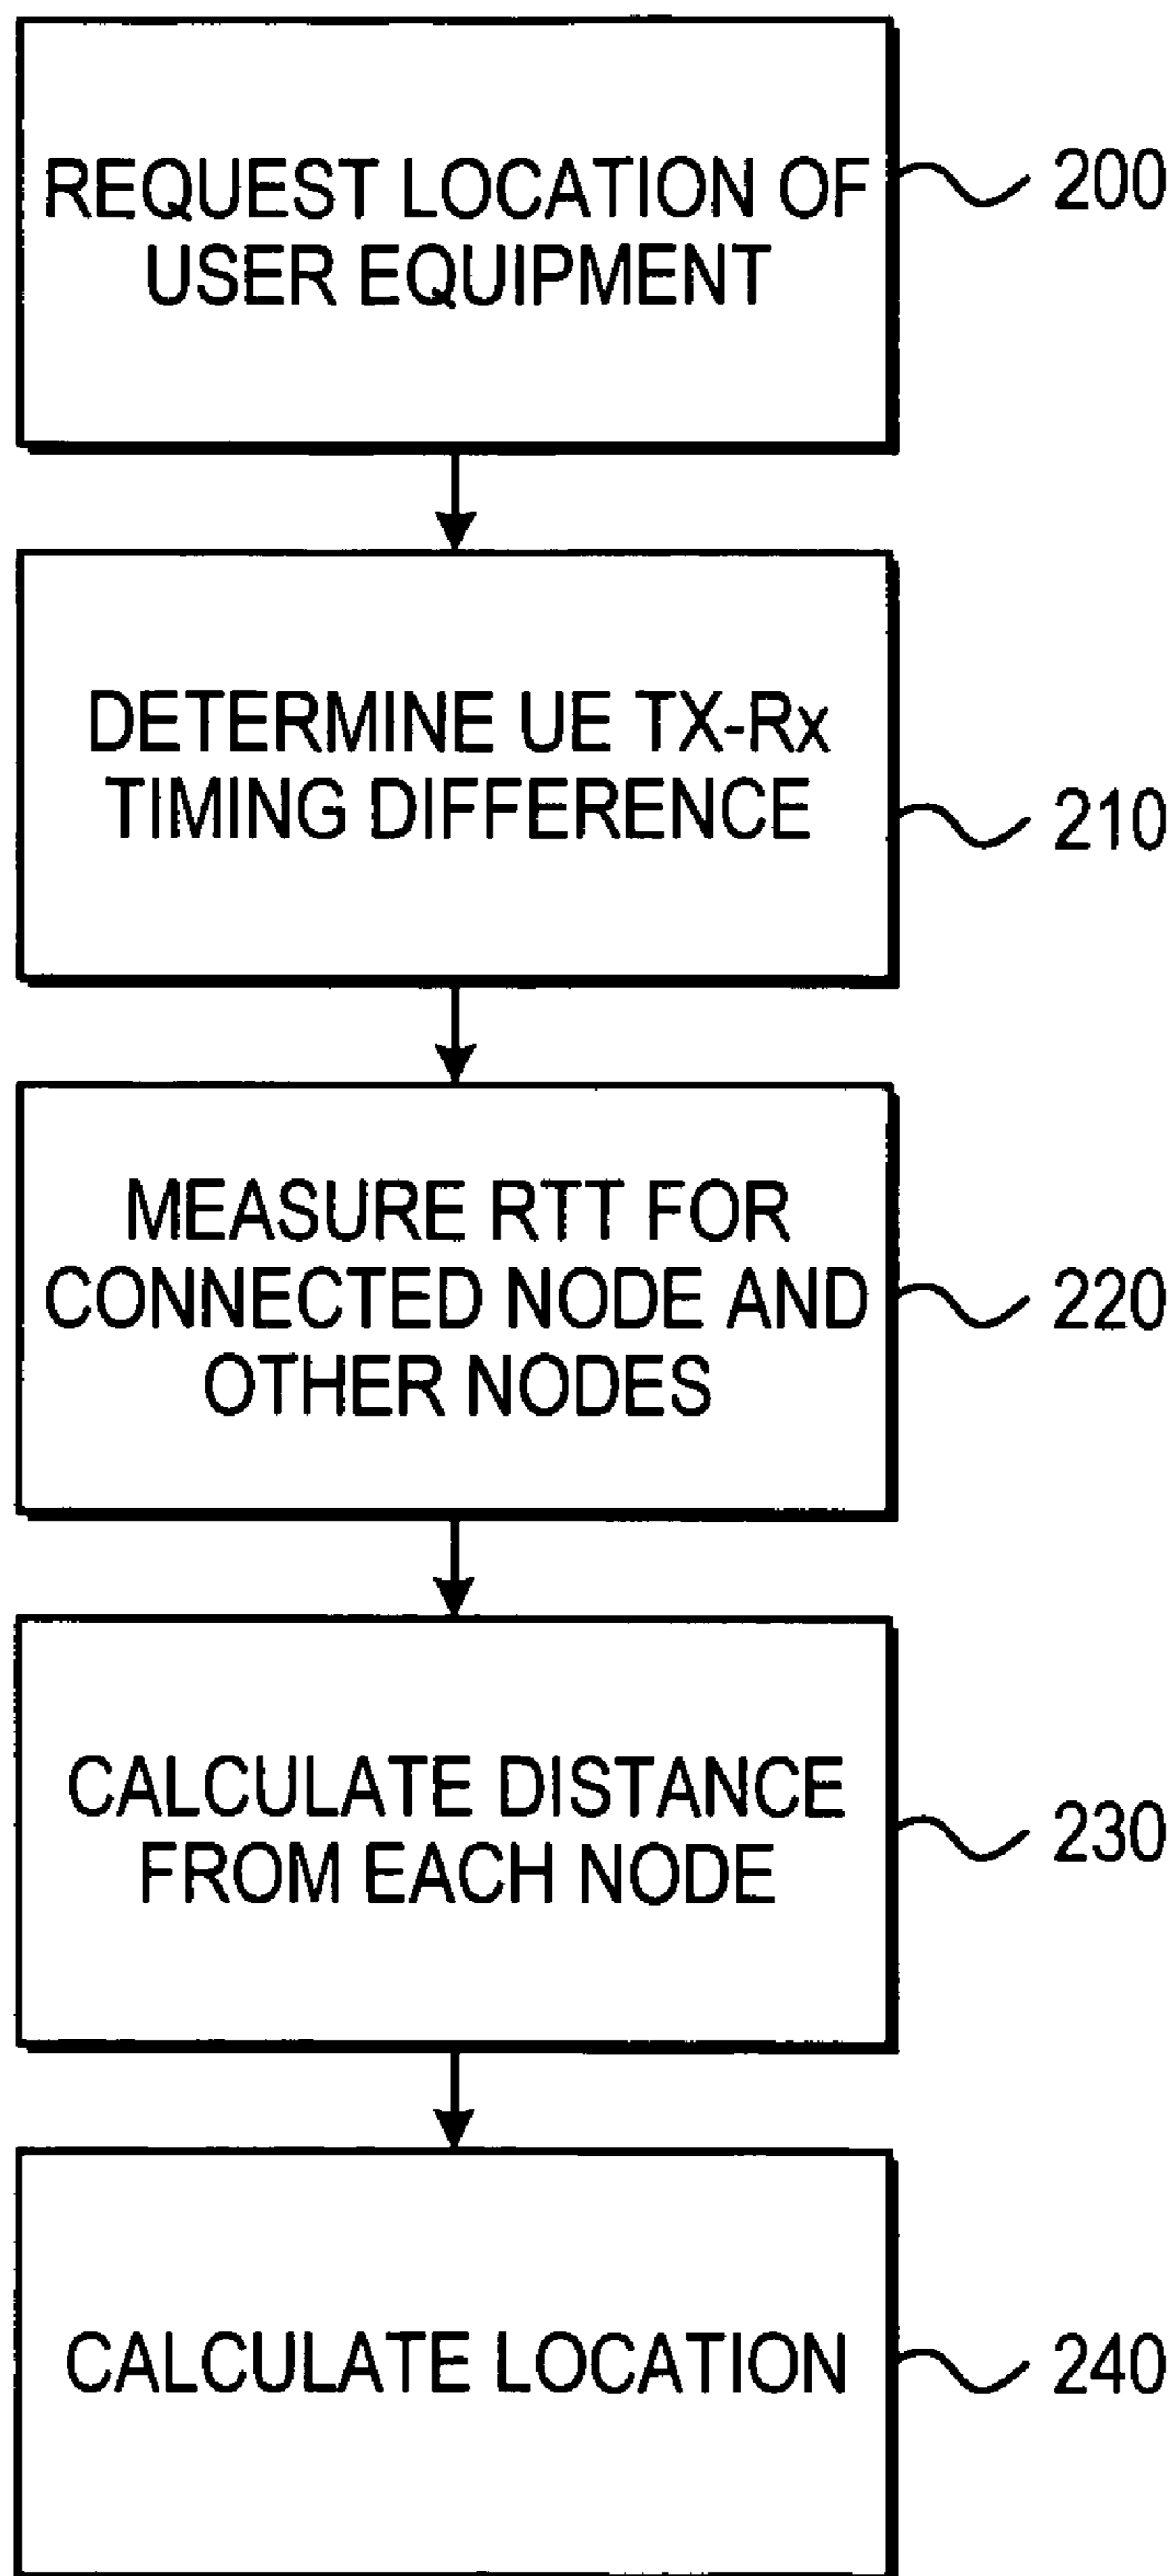 REQUEST LOCATION OF
USER EQUIPMENT
200
DETERMINE UE TX-Rx
TIMING DIFFERENCE
210
MEASURE RTT FOR
CONNECTED NODE AND
OTHER NODES
220
CALCULATE DISTANCE
FROM EACH NODE
230
CALCULATE LOCATION
240